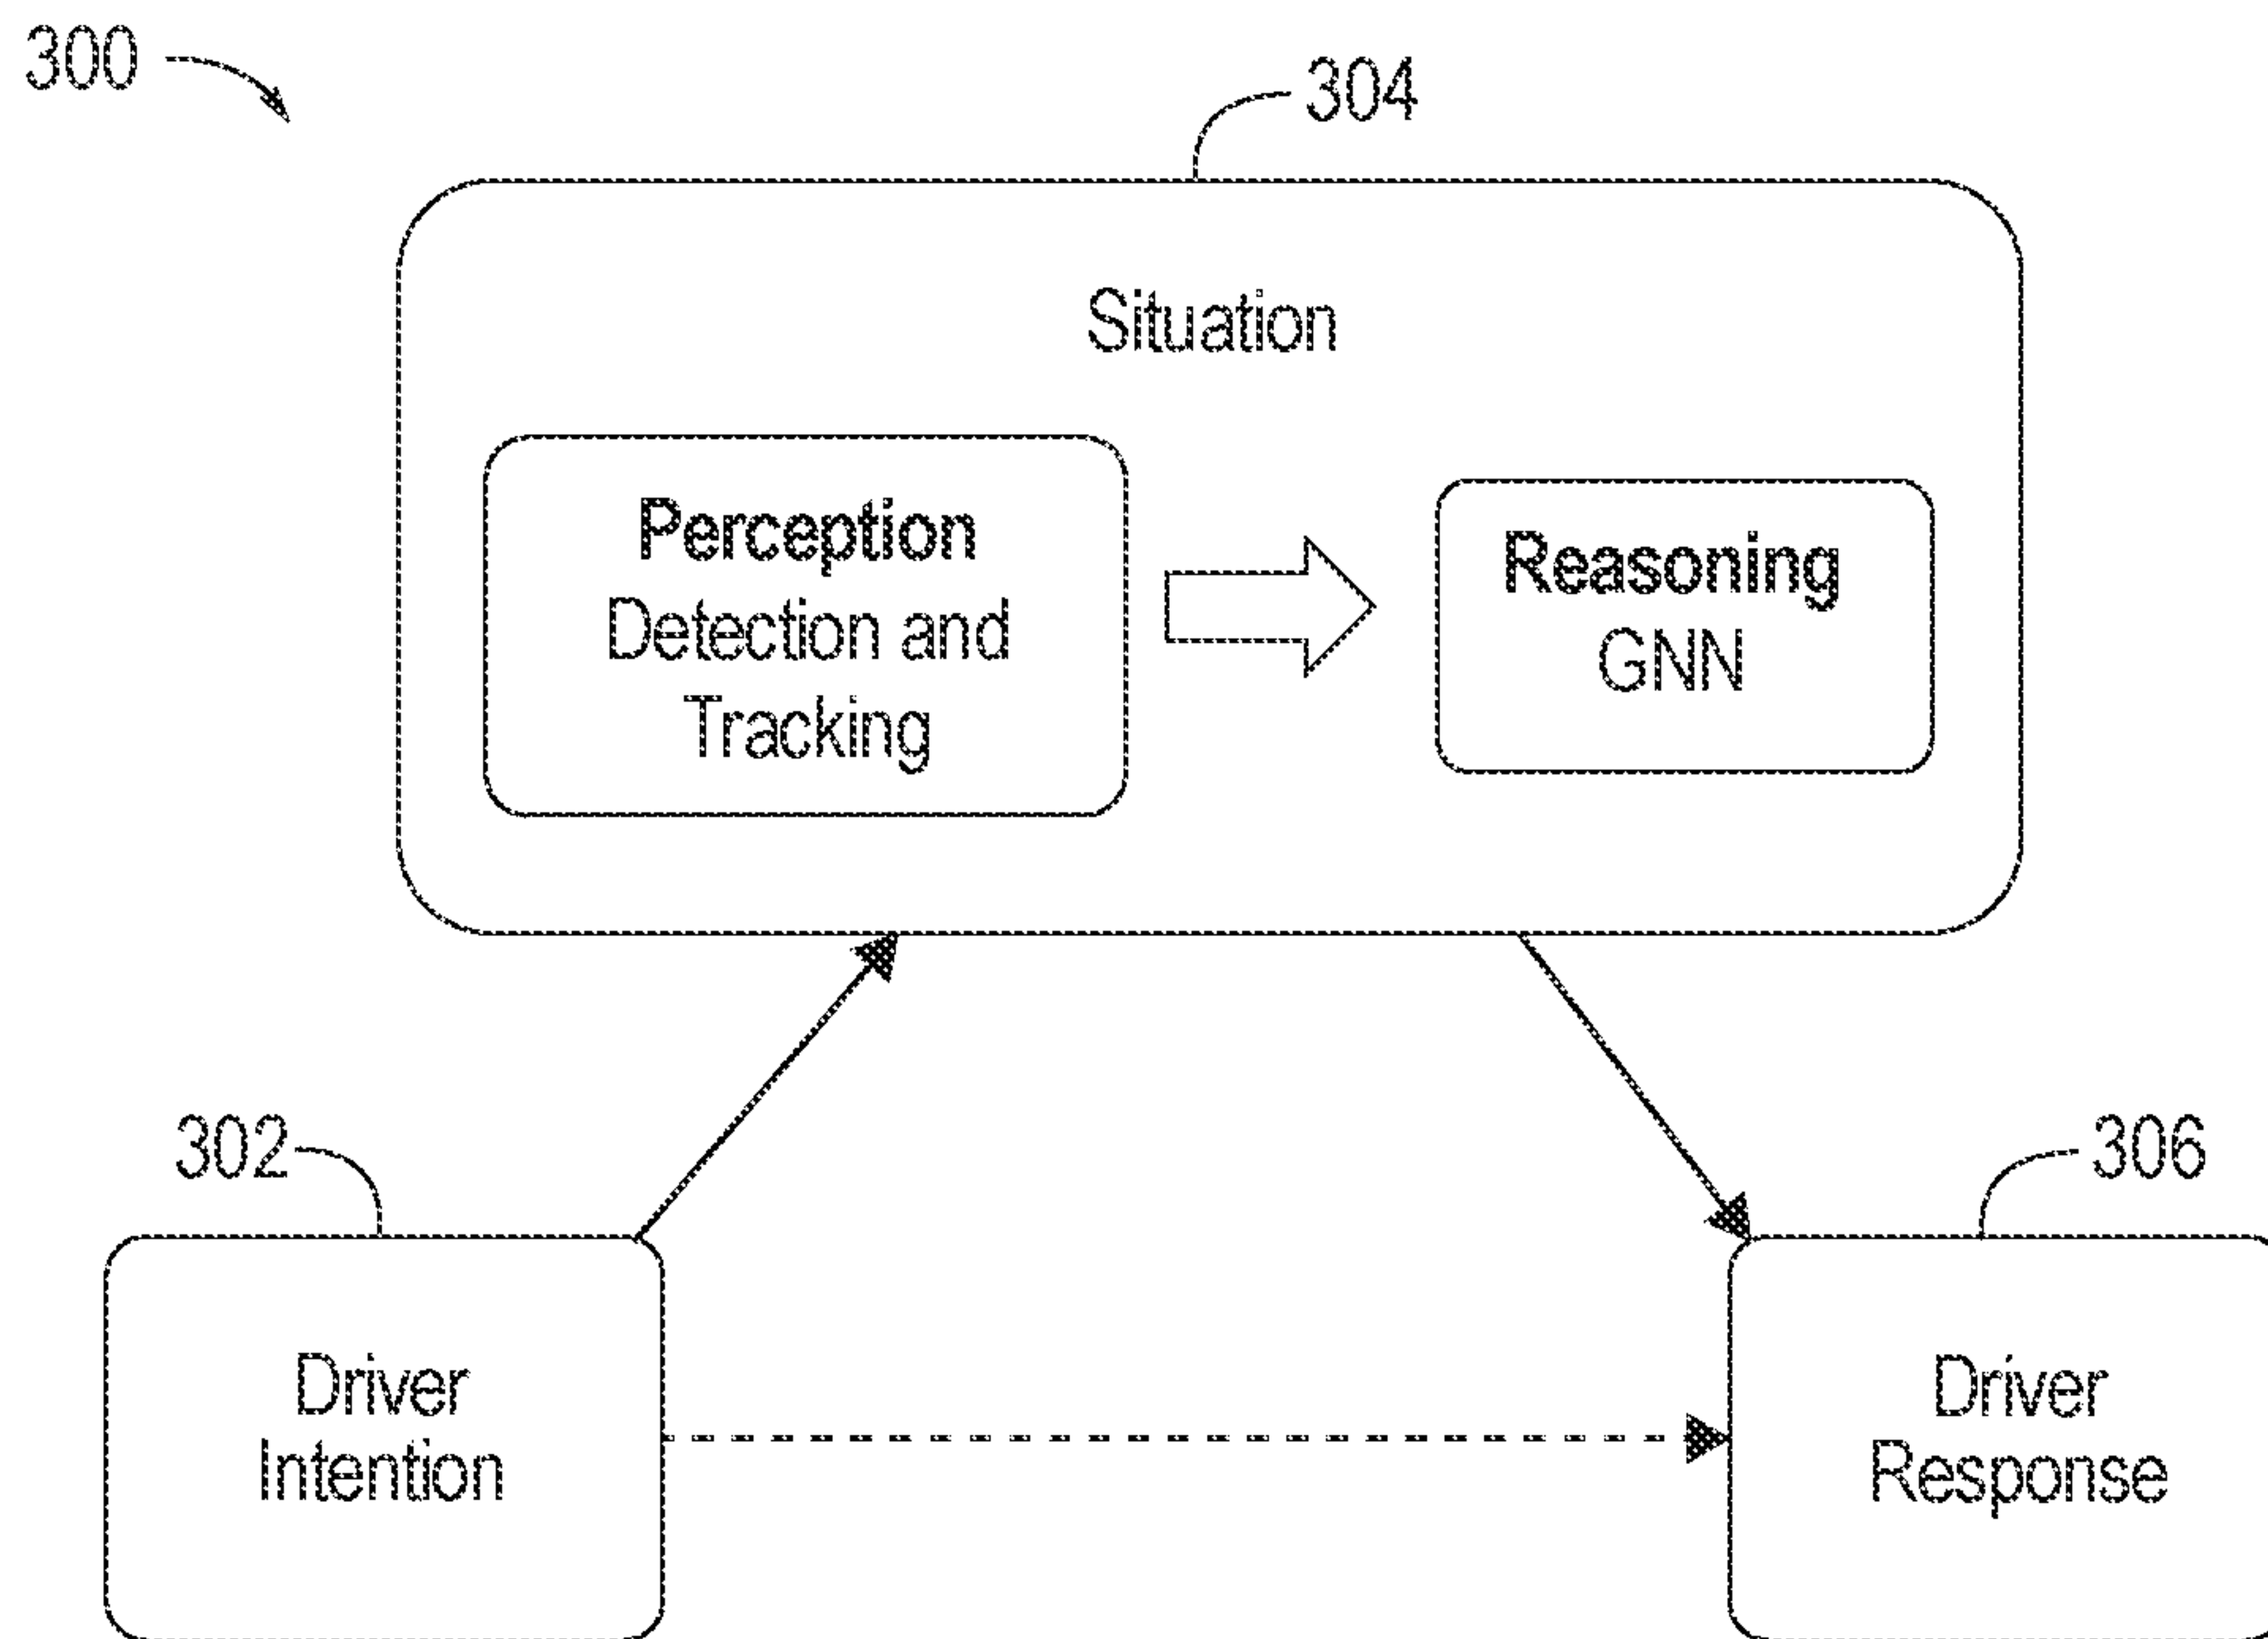 300
304
Situation
Perception
Detection and
Tracking
Reasoning
GNN
302
306
Driver
Intention
Driver
Response